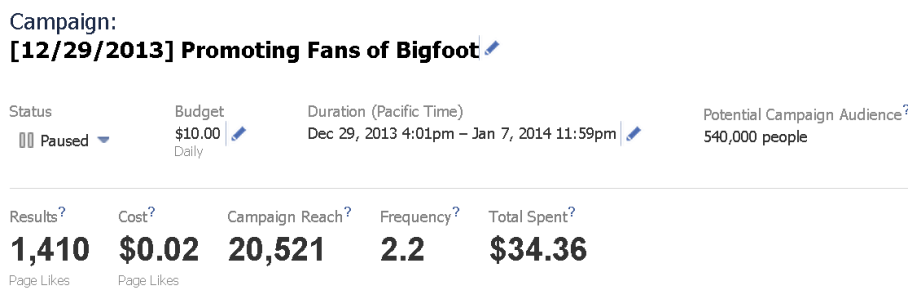 Campaign:
[12/29/2013] Promoting Fans of Bigfoot
Status Budget Duration (Pacific Time) Potential Campaign Audience?
Paused $10.00 Dec 29, 2013 4:01pm – Jan 7, 2014 11:59pm 540,000 people
Daily
Results? Cost? Campaign Reach? Frequency? Total Spent?
1,410 $0.02 20,521 2.2 $34.36
Page Likes Page Likes